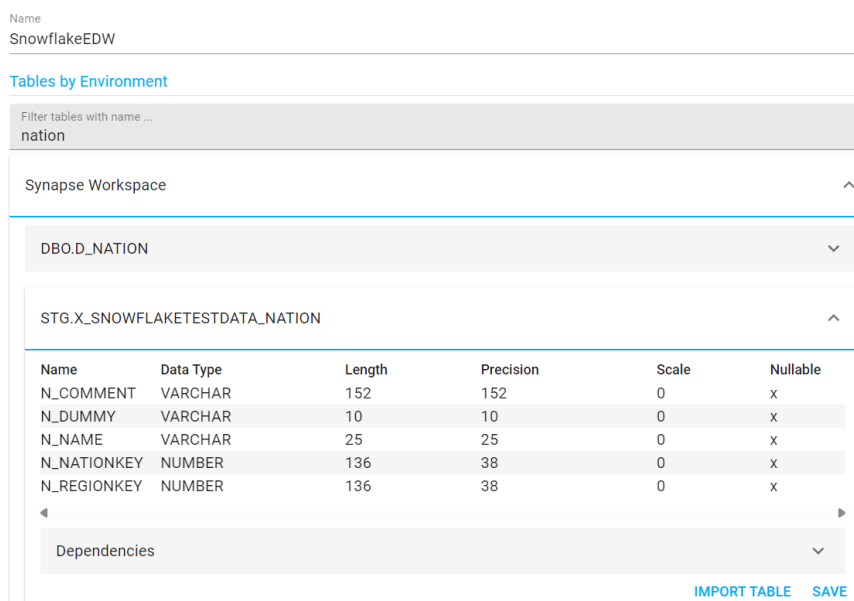 Name
SnowflakeEDW
Tables by Environment
Filter tables with name ...
nation
Synapse Workspace
DBO.D_NATION
STG.X_SNOWFLAKETESTDATA_NATION
Name Data Type Length Precision Scale Nullable
N_COMMENT VARCHAR 152 152 0 x
N_DUMMY VARCHAR 10 10 0 x
N_NAME VARCHAR 25 25 0 x
N_NATIONKEY NUMBER 136 38 0 x
N_REGIONKEY NUMBER 136 38 0 x
Dependencies
IMPORT TABLE SAVE